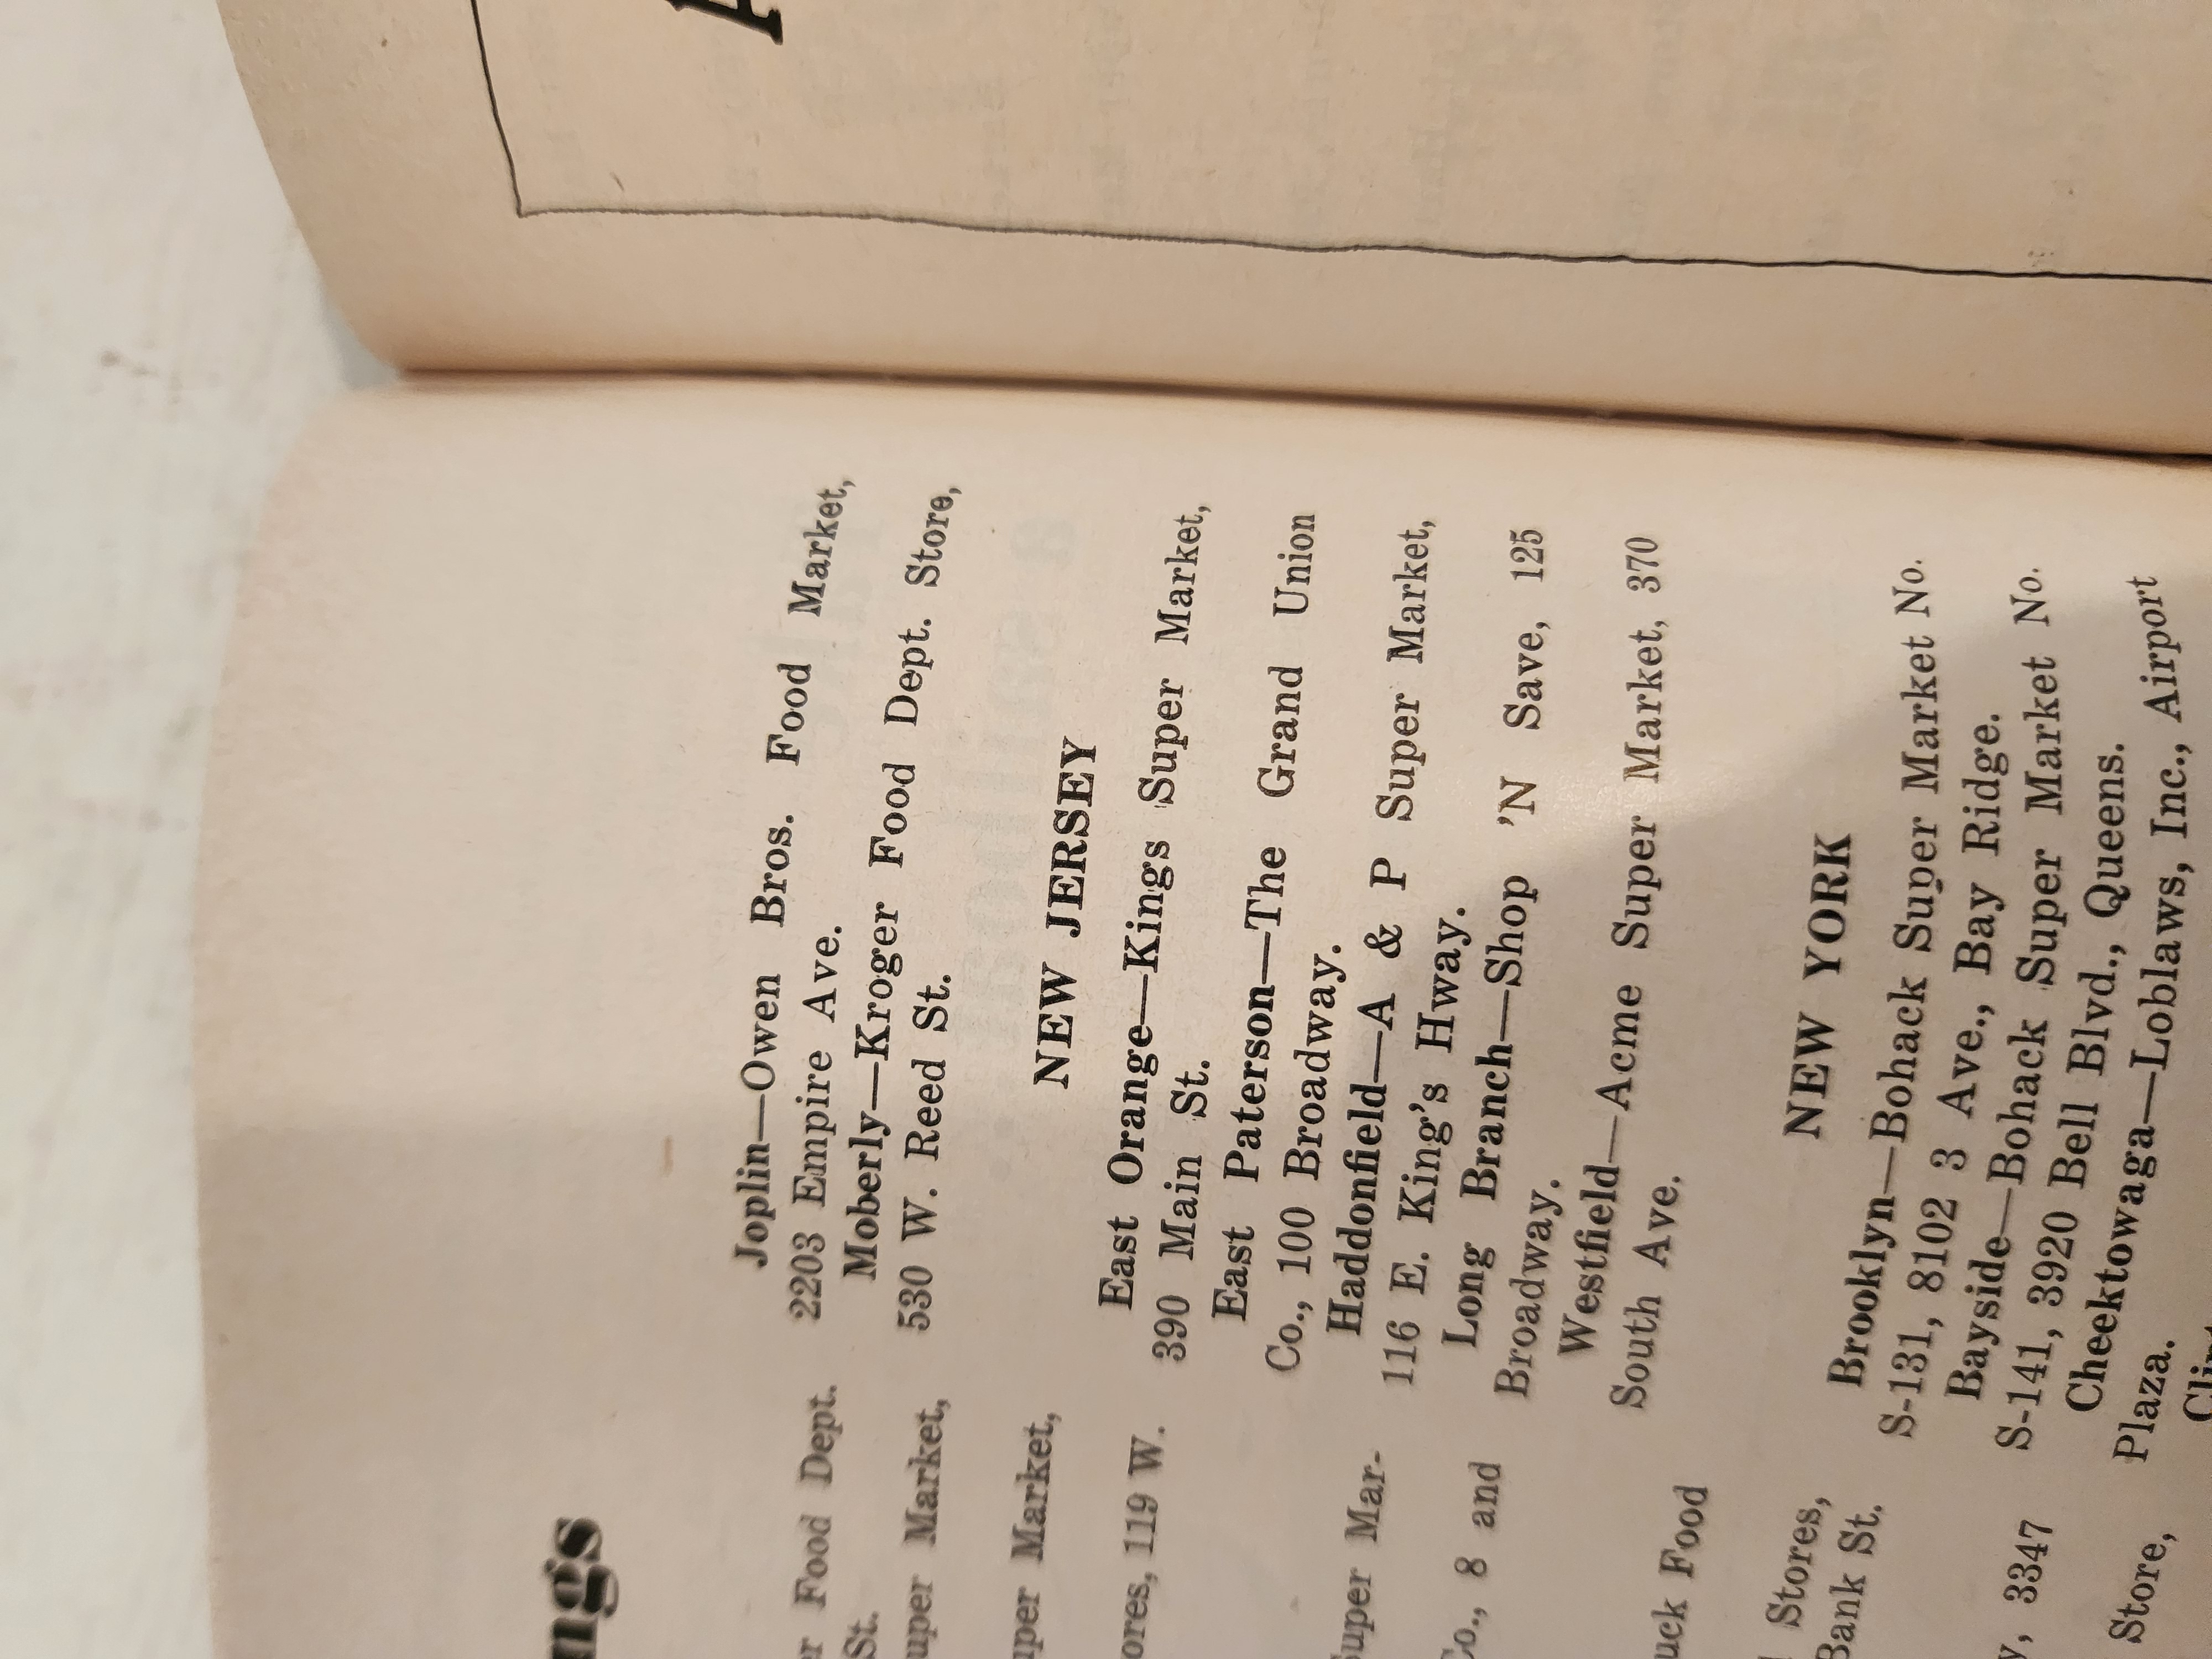 ngs
Food Dept.
St.
Market,
Market,
119 W.
Mar-
Co., 8 and
Food
Stores,
Bank St.
3347
Store,
Joplin—Owen Bros. Food Market,
2203 Empire Ave.
Moberly—Kroger Food Dept. Store,
530 W. Reed St.
NEW JERSEY
East Orange—Kings Super Market,
390 Main St.
East Paterson—The Grand Union
Co., 100 Broadway.
Haddonfield—A & P Super Market,
116 E. King's Hway.
Long Branch—Shop 'N Save, 125
Broadway.
Westfield—Acme Super Market, 370
South Ave.
NEW YORK
Brooklyn—Bohack Super Market No.
S-131, 8102 3 Ave., Bay Ridge.
Bayside—Bohack Super Market No.
S-141, 3920 Bell Blvd., Queens.
Cheektowaga—Loblaws, Inc., Airport
Plaza.